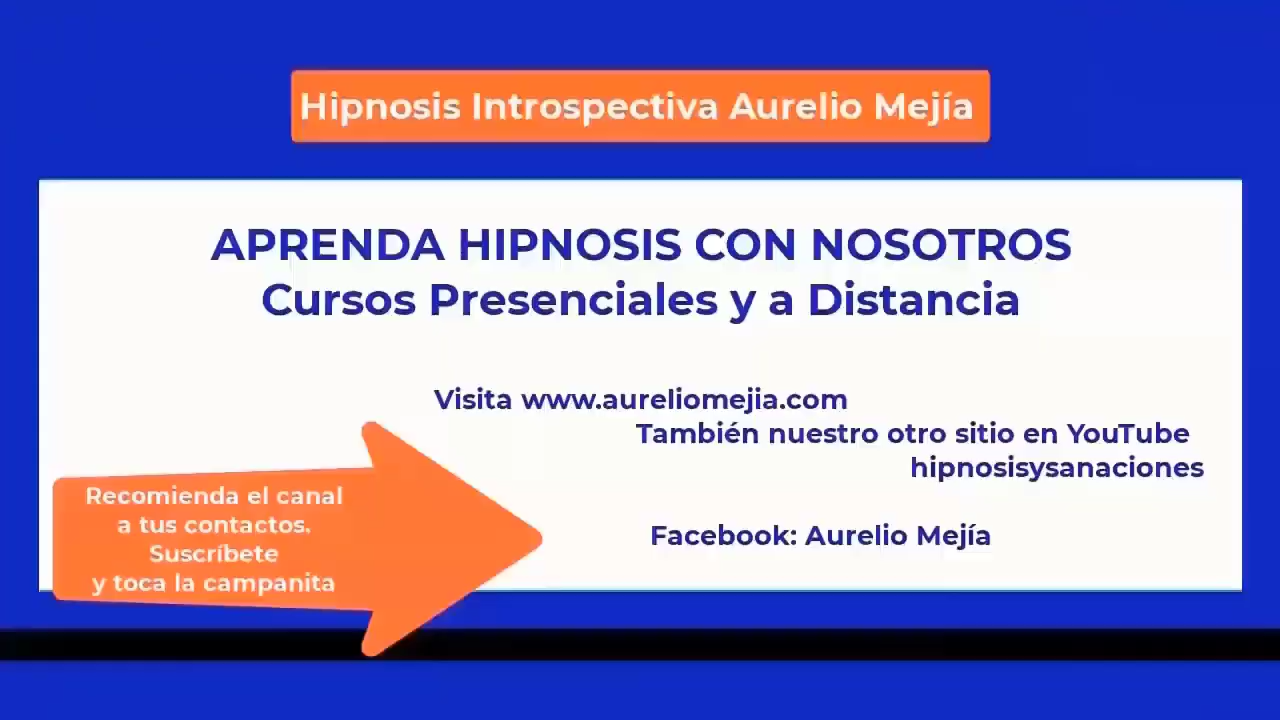 Hipnosis Introspectiva Aurelio Mejía
APRENDA HIPNOSIS CON NOSOTROS
Cursos Presenciales y a Distancia
Visita www.aureliomejia.com
También nuestro otro sitio en YouTube
hipnosisysanaciones
Facebook: Aurelio Mejía
Recomienda el canal
a tus contactos.
Suscríbete
y toca la campanita